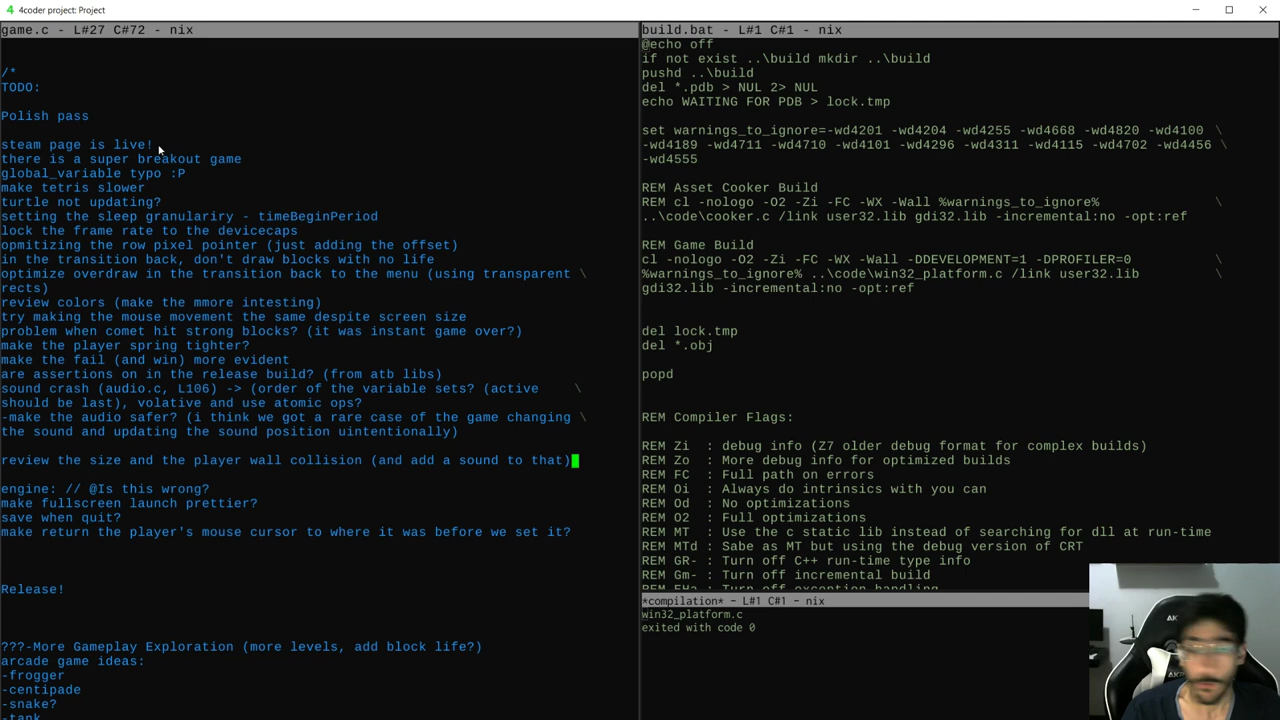 4coder project: Project
game.c - L#27 C#72 - nix
/*
TODO:
Polish pass
steam page is live!
there is a super breakout game
global_variable typo :P
make tetris slower
turtle not updating?
setting the sleep granulariry - timeBeginPeriod
lock the frame rate to the devicecaps
opmitizing the row pixel pointer (just adding the offset)
in the transition back, don't draw blocks with no life
optimize overdraw in the transition back to the menu (using transparent \
rects)
review colors (make the mmore intesting)
try making the mouse movement the same despite screen size
problem when comet hit strong blocks? (it was instant game over?)
make the player spring tighter?
make the fail (and win) more evident
are assertions on in the release build? (from atb libs)
sound crash (audio.c, L106) -> (order of the variable sets? (active \
should be last), volative and use atomic ops?
-make the audio safer? (i think we got a rare case of the game changing \
the sound and updating the sound position uintentionally)
review the size and the player wall collision (and add a sound to that)
engine: // @Is this wrong?
make fullscreen launch prettier?
save when quit?
make return the player's mouse cursor to where it was before we set it?
Release!
???-More Gameplay Exploration (more levels, add block life?)
arcade game ideas:
-frogger
-centipade
-snake?
-tank
build.bat - L#1 C#1 - nix
@echo off
if not exist ..\build mkdir ..\build
pushd ..\build
del *.pdb > NUL 2> NUL
echo WAITING FOR PDB > lock.tmp
set warnings_to_ignore=-wd4201 -wd4204 -wd4255 -wd4668 -wd4820 -wd4100 \
-wd4189 -wd4711 -wd4710 -wd4101 -wd4296 -wd4311 -wd4115 -wd4702 -wd4456 \
-wd4555
REM Asset Cooker Build
REM cl -nologo -O2 -Zi -FC -WX -Wall %warnings_to_ignore% \
..\code\cooker.c /link user32.lib gdi32.lib -incremental:no -opt:ref
REM Game Build
cl -nologo -O2 -Zi -FC -WX -Wall -DDEVELOPMENT=1 -DPROFILER=0 \
%warnings_to_ignore% ..\code\win32_platform.c /link user32.lib \
gdi32.lib -incremental:no -opt:ref
del lock.tmp
del *.obj
popd
REM Compiler Flags:
REM Zi : debug info (Z7 older debug format for complex builds)
REM Zo : More debug info for optimized builds
REM FC : Full path on errors
REM Oi : Always do intrinsics with you can
REM Od : No optimizations
REM O2 : Full optimizations
REM MT : Use the c static lib instead of searching for dll at run-time
REM MTd : Sabe as MT but using the debug version of CRT
REM GR- : Turn off C++ run-time type info
REM Gm- : Turn off incremental build
REM EHa : Turn off exception handling
*compilation* - L#1 C#1 - nix
win32_platform.c
exited with code 0